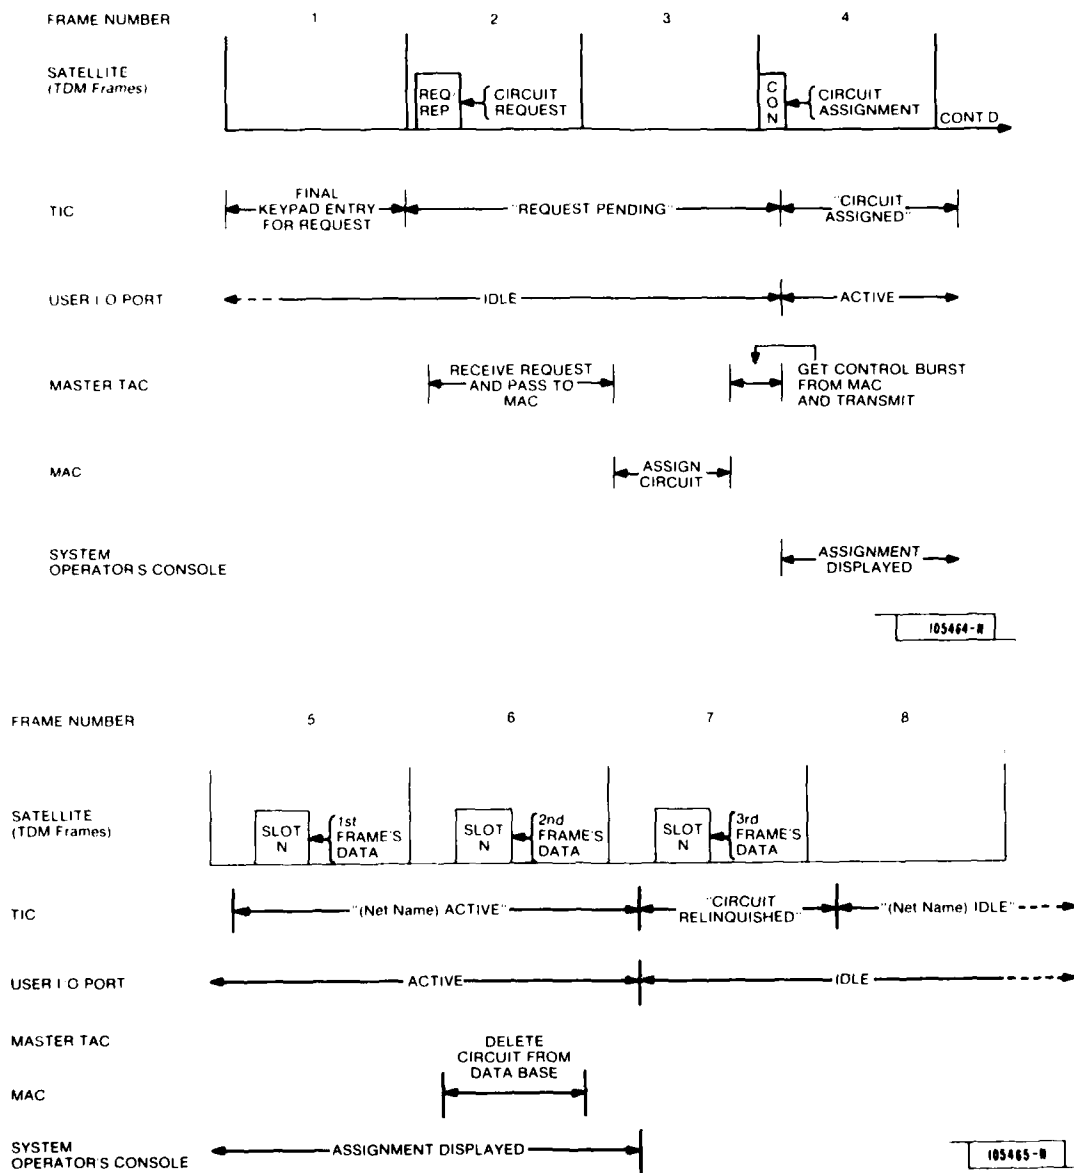 FRAME NUMBER 1 2 3 4
SATELLITE
(TDM Frames)
REQ/
REP
CIRCUIT
REQUEST
C
O
N
CIRCUIT
ASSIGNMENT
CONT D
TIC
FINAL
KEYPAD ENTRY
FOR REQUEST
"REQUEST PENDING"
"CIRCUIT
ASSIGNED"
USER I O PORT
IDLE
ACTIVE
MASTER TAC
RECEIVE REQUEST
AND PASS TO
MAC
GET CONTROL BURST
FROM MAC
AND TRANSMIT
MAC
ASSIGN
CIRCUIT
SYSTEM
OPERATOR S CONSOLE
ASSIGNMENT
DISPLAYED
105464-N
FRAME NUMBER 5 6 7 8
SATELLITE
(TDM Frames)
SLOT
N
1st
FRAME'S
DATA
SLOT
N
2nd
FRAME'S
DATA
SLOT
N
3rd
FRAME'S
DATA
TIC
"(Net Name) ACTIVE"
"CIRCUIT
RELINQUISHED"
"(Net Name) IDLE"
USER I O PORT
ACTIVE
IDLE
MASTER TAC
DELETE
CIRCUIT FROM
DATA BASE
MAC
SYSTEM
OPERATOR'S CONSOLE
ASSIGNMENT DISPLAYED
105465-N